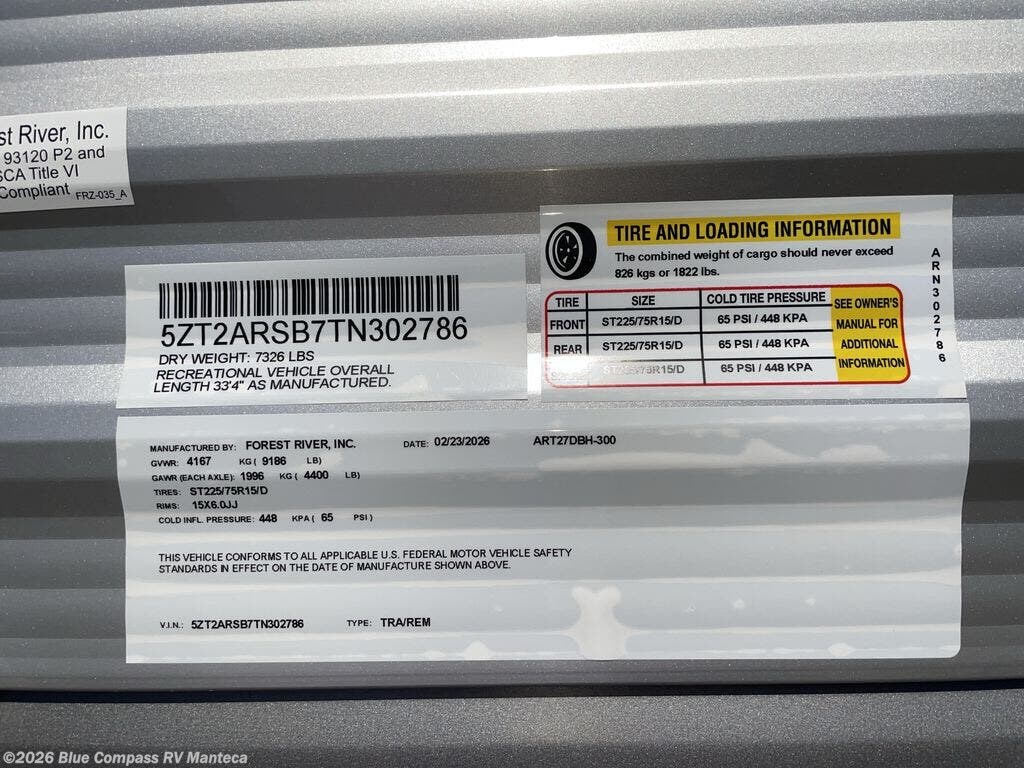 st River, Inc.
93120 P2 and
SCA Title VI
Compliant FRZ-035_A
5ZT2ARSB7TN302786
DRY WEIGHT: 7326 LBS
RECREATIONAL VEHICLE OVERALL
LENGTH 33'4" AS MANUFACTURED.
TIRE AND LOADING INFORMATION
The combined weight of cargo should never exceed
826 kgs or 1822 lbs.
TIRE SIZE COLD TIRE PRESSURE
FRONT ST225/75R15/D 65 PSI / 448 KPA
REAR ST225/75R15/D 65 PSI / 448 KPA
ST225/75R15/D 65 PSI / 448 KPA
SEE OWNER'S
MANUAL FOR
ADDITIONAL
INFORMATION
ARN302786
MANUFACTURED BY: FOREST RIVER, INC. DATE: 02/23/2026 ART27DBH-300
GVWR: 4167 KG ( 9186 LB)
GAWR (EACH AXLE): 1996 KG ( 4400 LB)
TIRES: ST225/75R15/D
RIMS: 15X6.0JJ
COLD INFL. PRESSURE: 448 KPA ( 65 PSI )
THIS VEHICLE CONFORMS TO ALL APPLICABLE U.S. FEDERAL MOTOR VEHICLE SAFETY
STANDARDS IN EFFECT ON THE DATE OF MANUFACTURE SHOWN ABOVE.
V.I.N.: 5ZT2ARSB7TN302786 TYPE: TRA/REM
©2026 Blue Compass RV Manteca